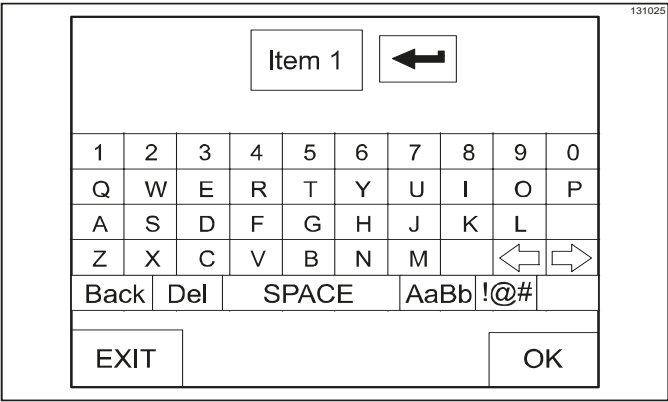 131025
Item 1
1 2 3 4 5 6 7 8 9 0
Q W E R T Y U I O P
A S D F G H J K L
Z X C V B N M
Back Del SPACE AaBb !@#
EXIT OK